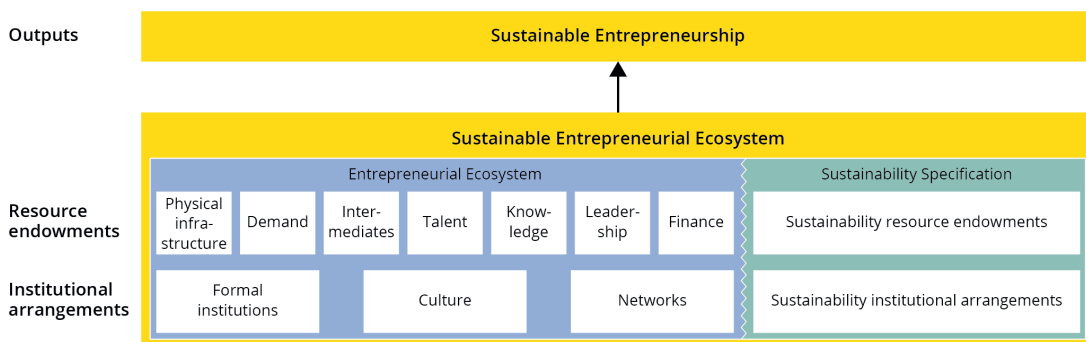 Outputs
Sustainable Entrepreneurship
Sustainable Entrepreneurial Ecosystem
Entrepreneurial Ecosystem
Sustainability Specification
Resource
endowments
Physical
infra-
structure
Demand
Inter-
mediates
Talent
Know-
ledge
Leader-
ship
Finance
Sustainability resource endowments
Institutional
arrangements
Formal
institutions
Culture
Networks
Sustainability institutional arrangements